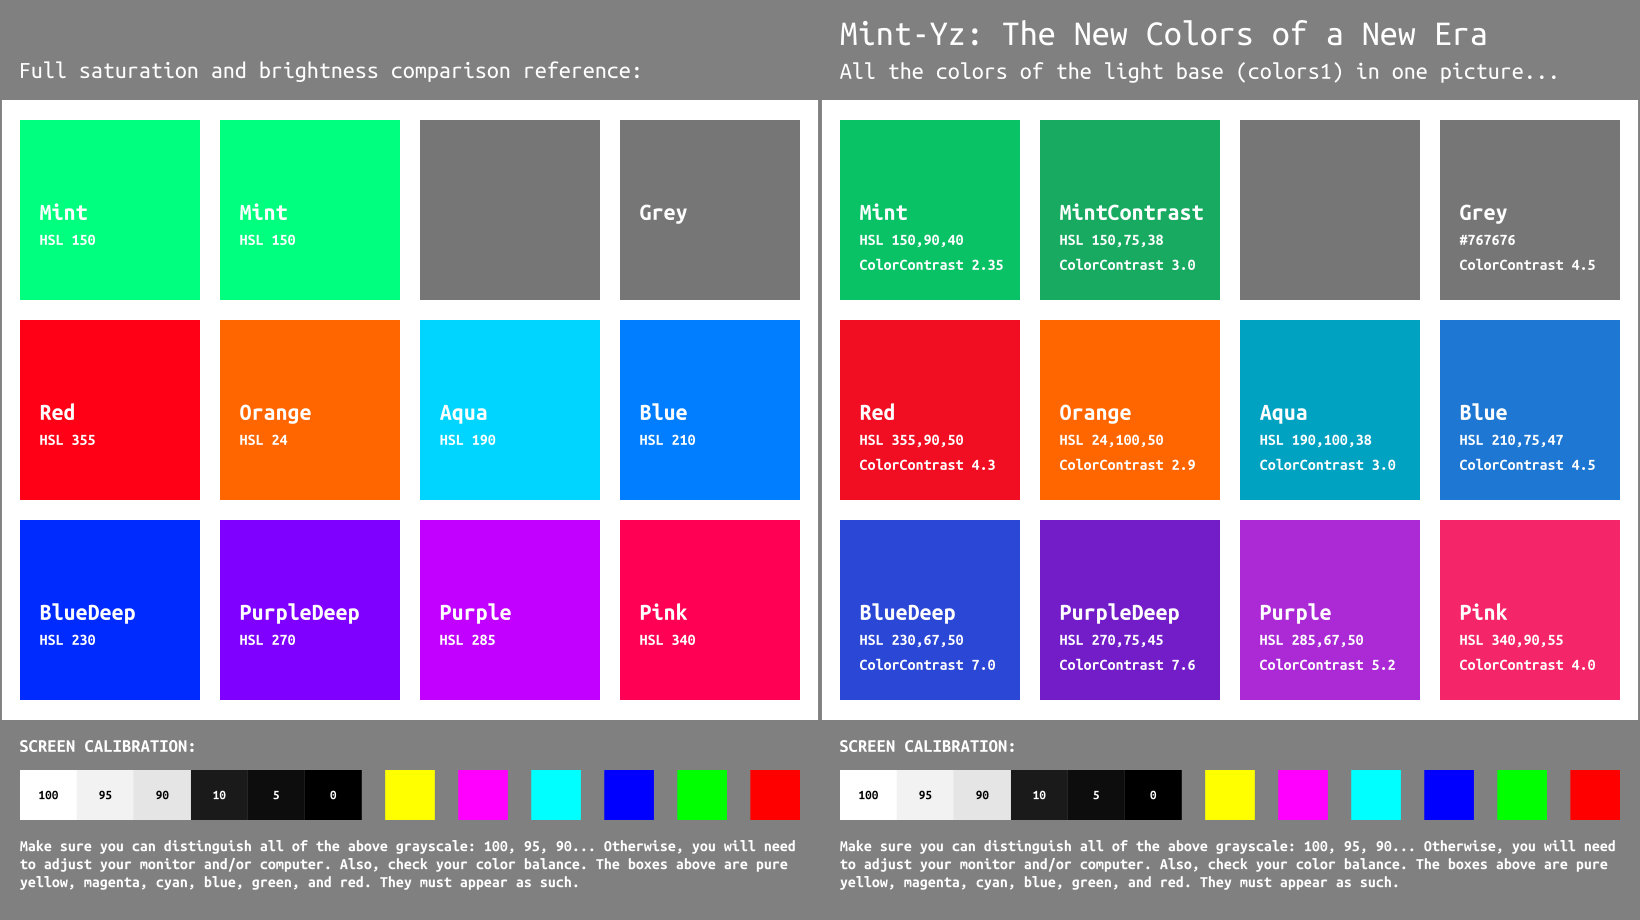 Full saturation and brightness comparison reference:
Mint
HSL 150
Mint
HSL 150
Grey
Red
HSL 355
Orange
HSL 24
Aqua
HSL 190
Blue
HSL 210
BlueDeep
HSL 230
PurpleDeep
HSL 270
Purple
HSL 285
Pink
HSL 340
SCREEN CALIBRATION:
100 95 90 10 5 0
Make sure you can distinguish all of the above grayscale: 100, 95, 90... Otherwise, you will need
to adjust your monitor and/or computer. Also, check your color balance. The boxes above are pure
yellow, magenta, cyan, blue, green, and red. They must appear as such.
Mint-Yz: The New Colors of a New Era
All the colors of the light base (colors1) in one picture...
Mint
HSL 150,90,40
ColorContrast 2.35
MintContrast
HSL 150,75,38
ColorContrast 3.0
Grey
#767676
ColorContrast 4.5
Red
HSL 355,90,50
ColorContrast 4.3
Orange
HSL 24,100,50
ColorContrast 2.9
Aqua
HSL 190,100,38
ColorContrast 3.0
Blue
HSL 210,75,47
ColorContrast 4.5
BlueDeep
HSL 230,67,50
ColorContrast 7.0
PurpleDeep
HSL 270,75,45
ColorContrast 7.6
Purple
HSL 285,67,50
ColorContrast 5.2
Pink
HSL 340,90,55
ColorContrast 4.0
SCREEN CALIBRATION:
100 95 90 10 5 0
Make sure you can distinguish all of the above grayscale: 100, 95, 90... Otherwise, you will need
to adjust your monitor and/or computer. Also, check your color balance. The boxes above are pure
yellow, magenta, cyan, blue, green, and red. They must appear as such.